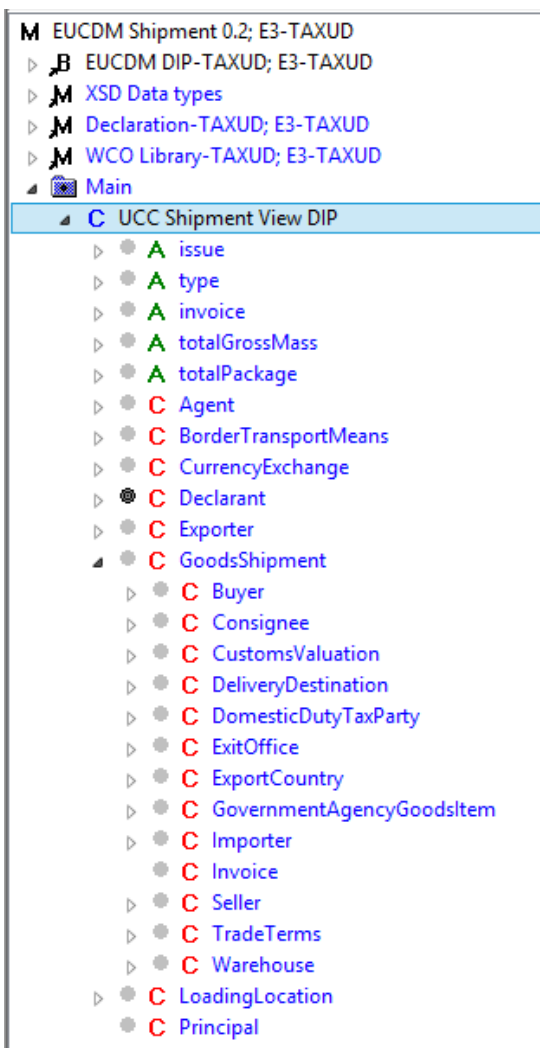 M EUCDM Shipment 0.2; E3-TAXUD
B EUCDM DIP-TAXUD; E3-TAXUD
M XSD Data types
M Declaration-TAXUD; E3-TAXUD
M WCO Library-TAXUD; E3-TAXUD
Main
C UCC Shipment View DIP
A issue
A type
A invoice
A totalGrossMass
A totalPackage
C Agent
C BorderTransportMeans
C CurrencyExchange
C Declarant
C Exporter
C GoodsShipment
C Buyer
C Consignee
C CustomsValuation
C DeliveryDestination
C DomesticDutyTaxParty
C ExitOffice
C ExportCountry
C GovernmentAgencyGoodsItem
C Importer
C Invoice
C Seller
C TradeTerms
C Warehouse
C LoadingLocation
C Principal